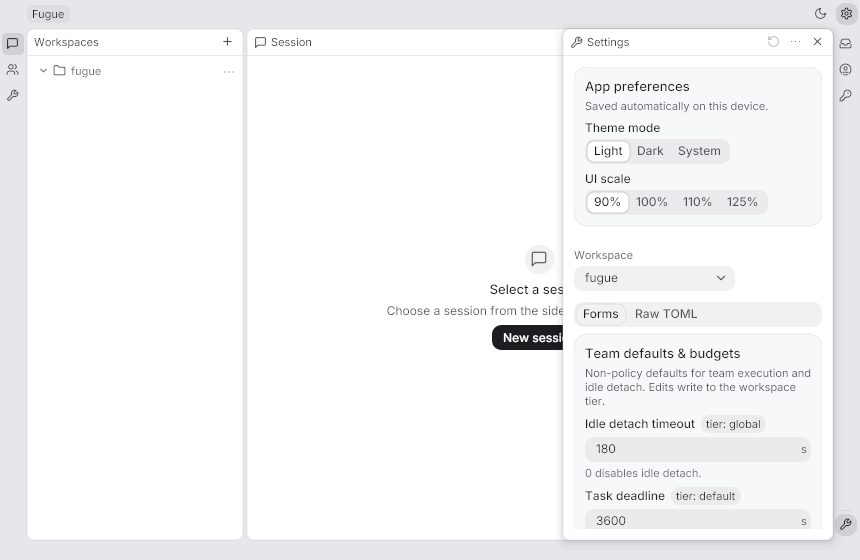 Fugue
Workspaces
fugue
Session
Select a ses
Choose a session from the side
New sessi
Settings
App preferences
Saved automatically on this device.
Theme mode
Light Dark System
UI scale
90% 100% 110% 125%
Workspace
fugue
Forms Raw TOML
Team defaults & budgets
Non-policy defaults for team execution and
idle detach. Edits write to the workspace
tier.
Idle detach timeout tier: global
180 s
0 disables idle detach.
Task deadline tier: default
3600 s